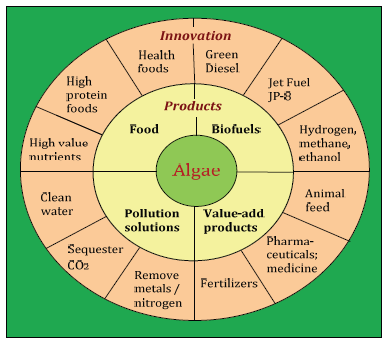 Innovation
Health
foods
Green
Diesel
High
protein
foods
Jet Fuel
JP-8
Products
Food
Biofuels
High value
nutrients
Hydrogen,
methane,
ethanol
Algae
Clean
water
Animal
feed
Pollution
solutions
Value-add
products
Sequester
CO2
Pharma-
ceuticals;
medicine
Remove
metals /
nitrogen
Fertilizers